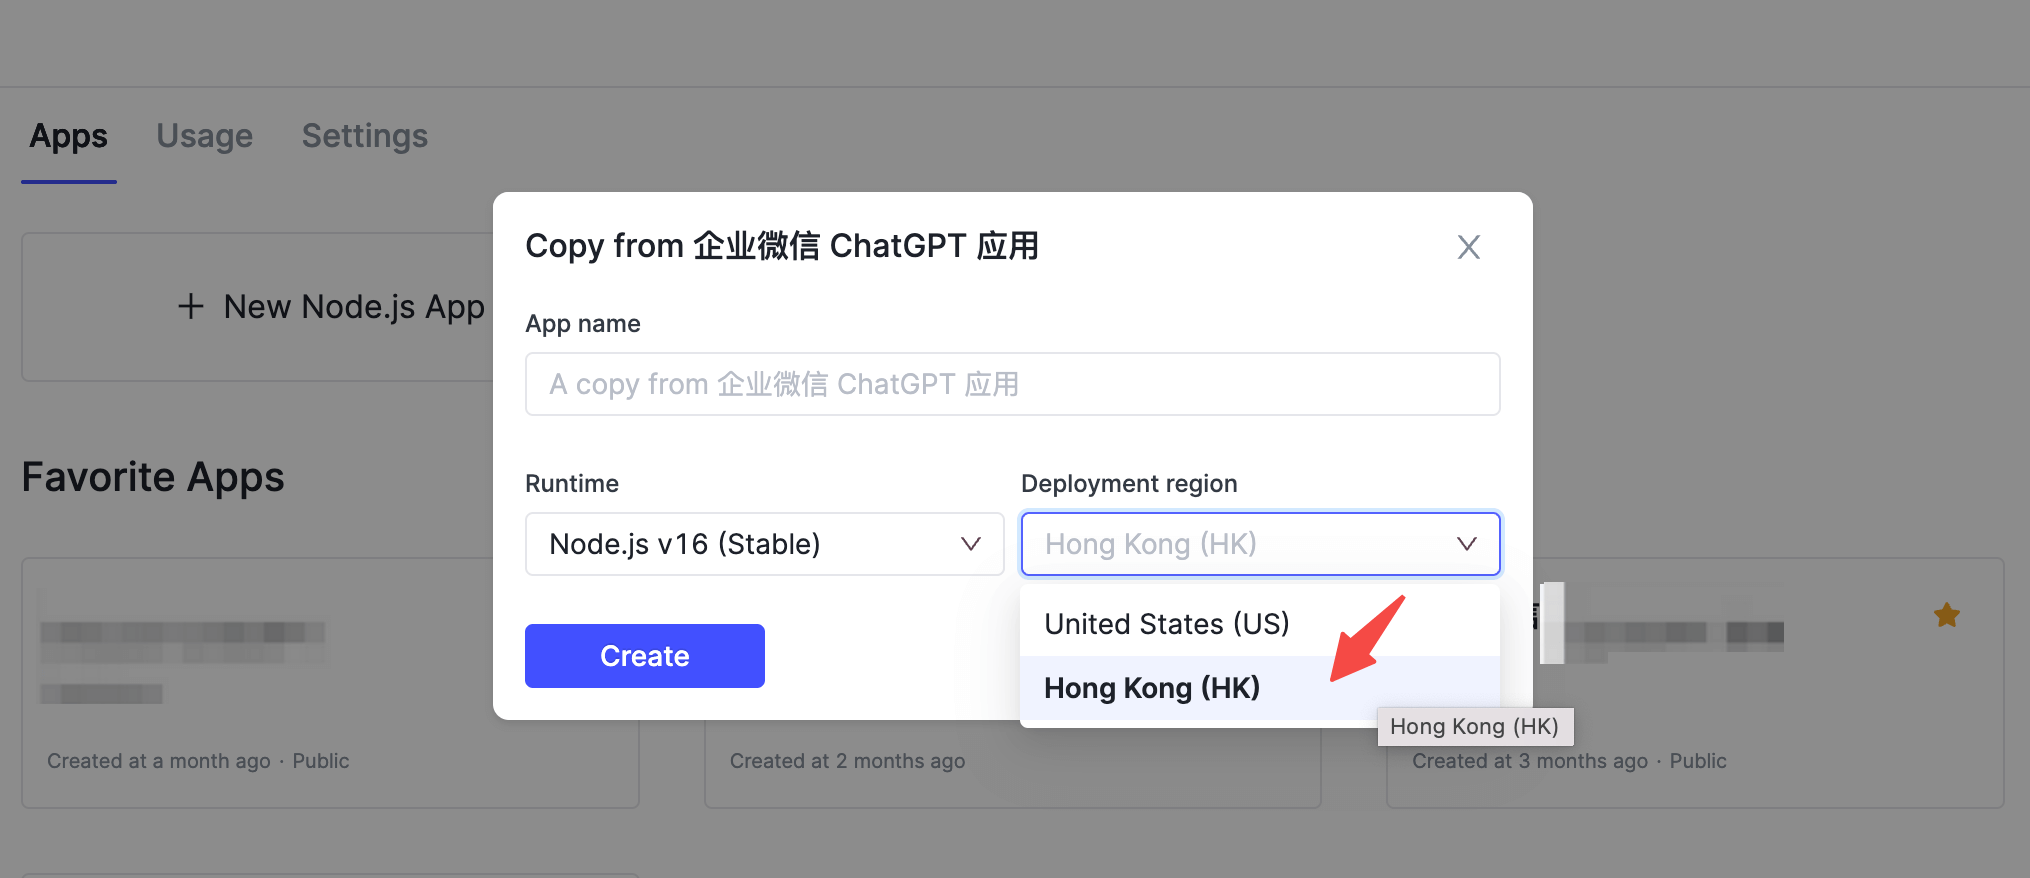 Apps Usage Settings
Copy from 企业微信 ChatGPT 应用
+ New Node.js App
App name
A copy from 企业微信 ChatGPT 应用
Favorite Apps
Runtime
Deployment region
Node.js v16 (Stable)
Hong Kong (HK)
United States (US)
Create
Hong Kong (HK)
Hong Kong (HK)
Created at a month ago · Public
Created at 2 months ago
Created at 3 months ago · Public